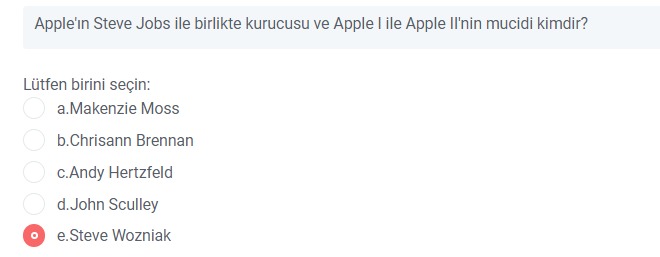 Apple'ın Steve Jobs ile birlikte kurucusu ve Apple I ile Apple II'nin mucidi kimdir?
Lütfen birini seçin:
a.Makenzie Moss
b.Chrisann Brennan
c.Andy Hertzfeld
d.John Sculley
e.Steve Wozniak